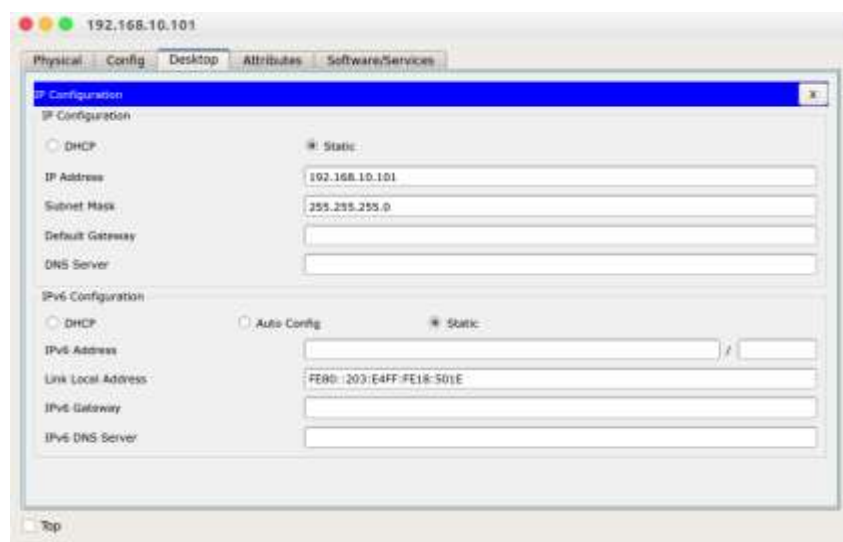 192.168.10.101
Physical Config Desktop Attributes Software/Services
IP Configuration X
IP Configuration
DHCP Static
IP Address 192.168.10.101
Subnet Mask 255.255.255.0
Default Gateway
DNS Server
IPv6 Configuration
DHCP Auto Config Static
IPv6 Address /
Link Local Address FE80::203:E4FF:FE18:501E
IPv6 Gateway
IPv6 DNS Server
Top